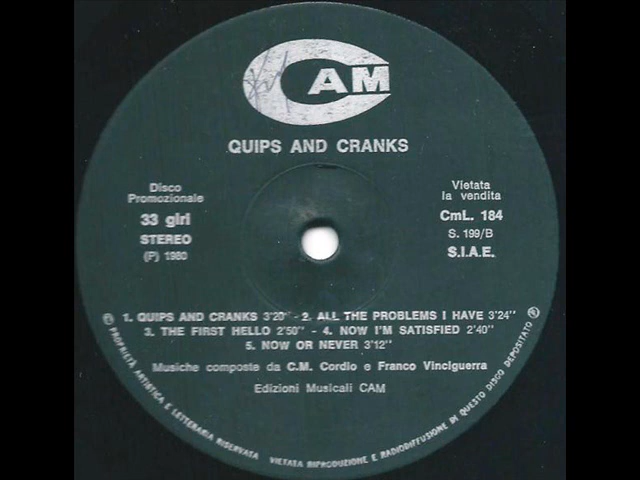 CAM
QUIPS AND CRANKS
Disco
Promozionale
33 giri
STEREO
(P) 1980
Vietata
la vendita
CmL. 184
S. 199/B
S.I.A.E.
1. QUIPS AND CRANKS 3'20" - 2. ALL THE PROBLEMS I HAVE 3'24"
3. THE FIRST HELLO 2'50" - 4. NOW I'M SATISFIED 2'40"
5. NOW OR NEVER 3'12"
Musiche composte da C.M. Cordio e Franco Vinciguerra
Edizioni Musicali CAM
PROPRIETÀ ARTISTICA E LETTERARIA RISERVATA VIETATA RIPRODUZIONE E RADIODIFFUSIONE DI QUESTO DISCO DEPOSITATO